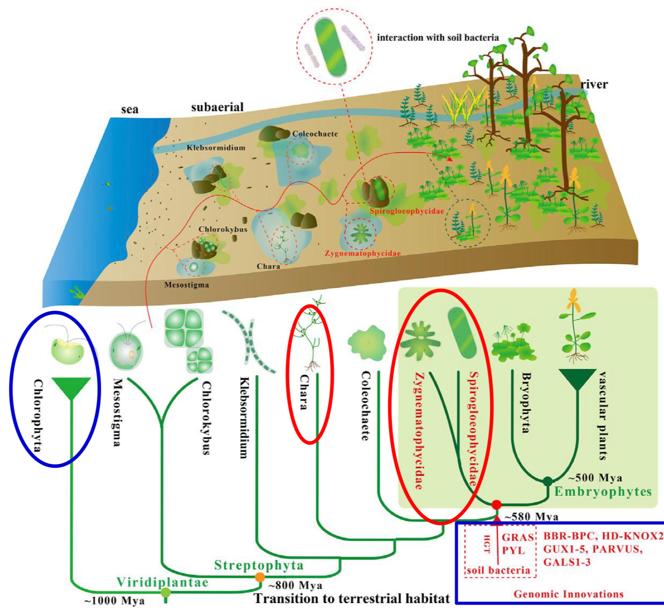 interaction with soil bacteria
river
sea
subaerial
Coleochaete
Klebsormidium
Spirogloeophycidae
Chlorokybus
Zygnematophycidae
Chara
Mesostigma
Chlorophyta
Mesostigma
Chlorokybus
Klebsormidium
Chara
Coleochaete
Zygnematophycidae
Spirogloeophycidae
Bryophyta
vascular plants
~500 Mya
Embryophytes
~580 Mya
HGT
GRAS
PYL
soil bacteria
BBR-BPC, HD-KNOX2
GUX1-5, PARVUS,
GALS1-3
Genomic Innovations
Streptophyta
~800 Mya
Viridiplantae
~1000 Mya
Transition to terrestrial habitat